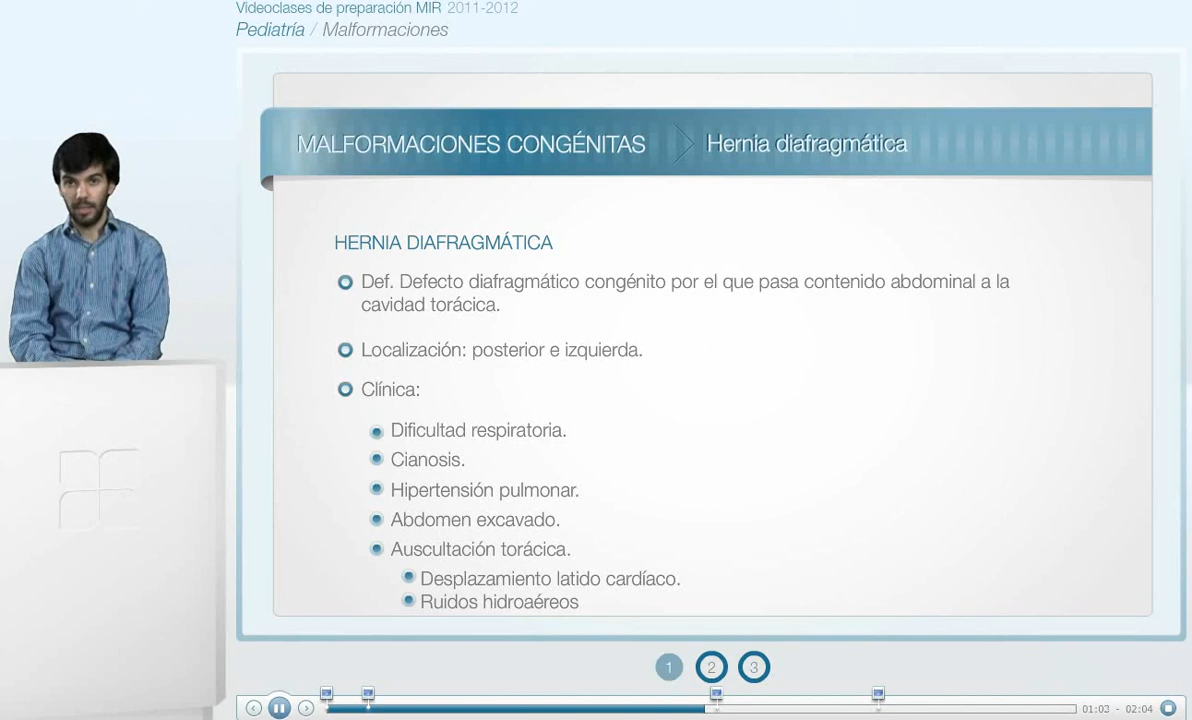 Videoclases de preparación MIR 2011-2012
Pediatría / Malformaciones
MALFORMACIONES CONGÉNITAS
Hernia diafragmática
HERNIA DIAFRAGMÁTICA
Def. Defecto diafragmático congénito por el que pasa contenido abdominal a la
cavidad torácica.
Localización: posterior e izquierda.
Clínica:
Dificultad respiratoria.
Cianosis.
Hipertensión pulmonar.
Abdomen excavado.
Auscultación torácica.
Desplazamiento latido cardíaco.
Ruidos hidroaéreos
1 2 3
01:03 - 02:04